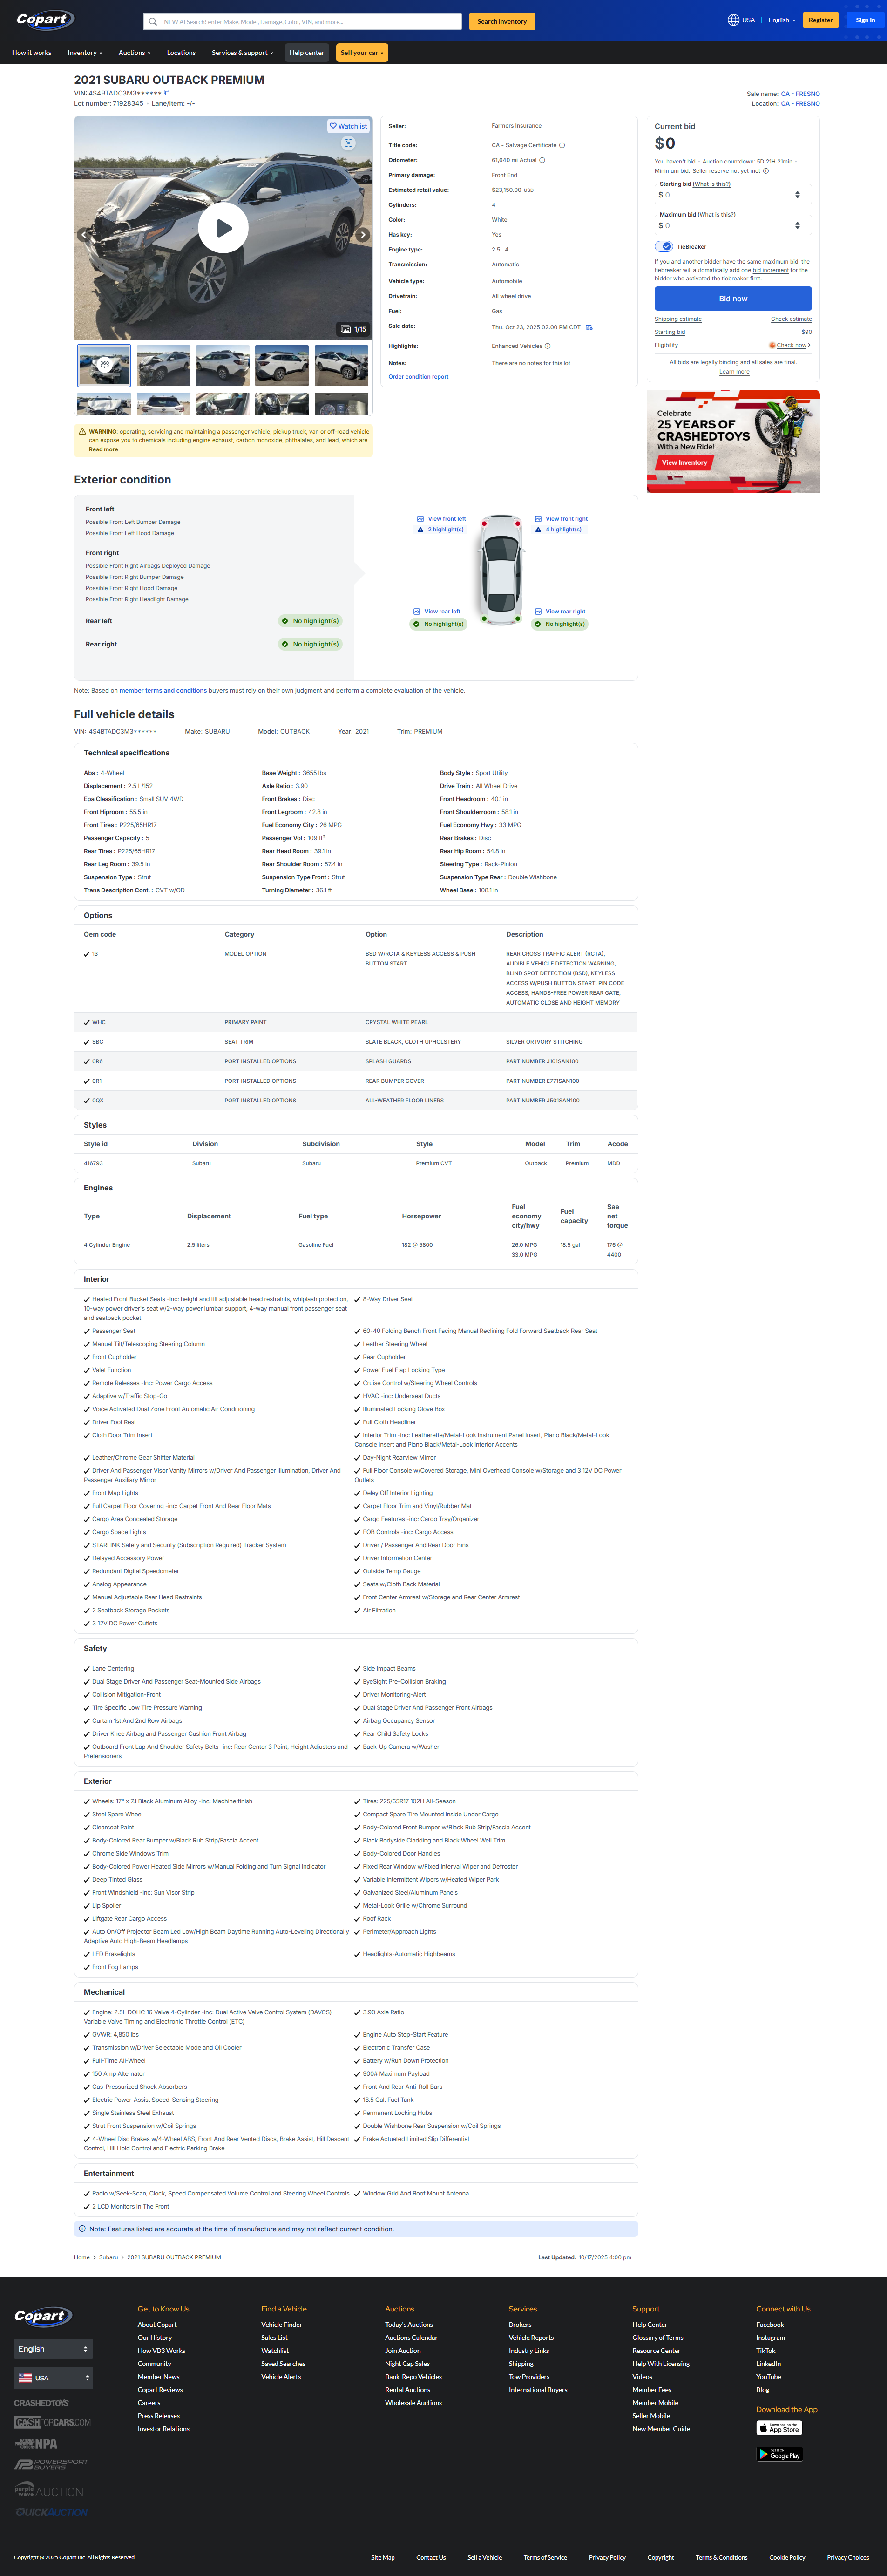 Copart
NEW AI Search! enter Make, Model, Damage, Color, VIN, and more...
Search inventory
USA | English
Register
Sign in
How it works
Inventory
Auctions
Locations
Services & support
Help center
Sell your car
2021 SUBARU OUTBACK PREMIUM
VIN: 4S4BTADC3M3******
Lot number: 71928345 · Lane/Item: -/-
Sale name: CA - FRESNO
Location: CA - FRESNO
Watchlist
1/15
360
WARNING: operating, servicing and maintaining a passenger vehicle, pickup truck, van or off-road vehicle
can expose you to chemicals including engine exhaust, carbon monoxide, phthalates, and lead, which are
Read more
Seller: Farmers Insurance
Title code: CA - Salvage Certificate
Odometer: 61,640 mi Actual
Primary damage: Front End
Estimated retail value: $23,150.00 USD
Cylinders: 4
Color: White
Has key: Yes
Engine type: 2.5L 4
Transmission: Automatic
Vehicle type: Automobile
Drivetrain: All wheel drive
Fuel: Gas
Sale date: Thu. Oct 23, 2025 02:00 PM CDT
Highlights: Enhanced Vehicles
Notes: There are no notes for this lot
Order condition report
Current bid
$0
You haven't bid · Auction countdown: 5D 21H 21min ·
Minimum bid: Seller reserve not yet met
Starting bid (What is this?)
$ 0
Maximum bid (What is this?)
$ 0
TieBreaker
If you and another bidder have the same maximum bid, the
tiebreaker will automatically add one bid increment for the
bidder who activated the tiebreaker first.
Bid now
Shipping estimate Check estimate
Starting bid $90
Eligibility Check now
All bids are legally binding and all sales are final.
Learn more
Celebrate
25 YEARS OF
CRASHEDTOYS
With a New Ride!
View Inventory
Exterior condition
Front left
Possible Front Left Bumper Damage
Possible Front Left Hood Damage
Front right
Possible Front Right Airbags Deployed Damage
Possible Front Right Bumper Damage
Possible Front Right Hood Damage
Possible Front Right Headlight Damage
Rear left No highlight(s)
Rear right No highlight(s)
View front left
2 highlight(s)
View front right
4 highlight(s)
View rear left
No highlight(s)
View rear right
No highlight(s)
Note: Based on member terms and conditions buyers must rely on their own judgment and perform a complete evaluation of the vehicle.
Full vehicle details
VIN: 4S4BTADC3M3****** Make: SUBARU Model: OUTBACK Year: 2021 Trim: PREMIUM
Technical specifications
Abs : 4-Wheel Base Weight : 3655 lbs Body Style : Sport Utility
Displacement : 2.5 L/152 Axle Ratio : 3.90 Drive Train : All Wheel Drive
Epa Classification : Small SUV 4WD Front Brakes : Disc Front Headroom : 40.1 in
Front Hiproom : 55.5 in Front Legroom : 42.8 in Front Shoulderroom : 58.1 in
Front Tires : P225/65HR17 Fuel Economy City : 26 MPG Fuel Economy Hwy : 33 MPG
Passenger Capacity : 5 Passenger Vol : 109 ft³ Rear Brakes : Disc
Rear Tires : P225/65HR17 Rear Head Room : 39.1 in Rear Hip Room : 54.8 in
Rear Leg Room : 39.5 in Rear Shoulder Room : 57.4 in Steering Type : Rack-Pinion
Suspension Type : Strut Suspension Type Front : Strut Suspension Type Rear : Double Wishbone
Trans Description Cont. : CVT w/OD Turning Diameter : 36.1 ft Wheel Base : 108.1 in
Options
Oem code Category Option Description
13 MODEL OPTION BSD W/RCTA & KEYLESS ACCESS & PUSH BUTTON START REAR CROSS TRAFFIC ALERT (RCTA),
AUDIBLE VEHICLE DETECTION WARNING,
BLIND SPOT DETECTION (BSD), KEYLESS
ACCESS W/PUSH BUTTON START, PIN CODE
ACCESS, HANDS-FREE POWER REAR GATE,
AUTOMATIC CLOSE AND HEIGHT MEMORY
WHC PRIMARY PAINT CRYSTAL WHITE PEARL
SBC SEAT TRIM SLATE BLACK, CLOTH UPHOLSTERY SILVER OR IVORY STITCHING
0R6 PORT INSTALLED OPTIONS SPLASH GUARDS PART NUMBER J101SAN100
0R1 PORT INSTALLED OPTIONS REAR BUMPER COVER PART NUMBER E771SAN100
0QX PORT INSTALLED OPTIONS ALL-WEATHER FLOOR LINERS PART NUMBER J501SAN100
Styles
Style id Division Subdivision Style Model Trim Acode
416793 Subaru Subaru Premium CVT Outback Premium MDD
Engines
Type Displacement Fuel type Horsepower Fuel economy city/hwy Fuel capacity Sae net torque
4 Cylinder Engine 2.5 liters Gasoline Fuel 182 @ 5800 26.0 MPG 33.0 MPG 18.5 gal 176 @ 4400
Interior
Heated Front Bucket Seats -inc: height and tilt adjustable head restraints, whiplash protection,
10-way power driver's seat w/2-way power lumbar support, 4-way manual front passenger seat
and seatback pocket
8-Way Driver Seat
Passenger Seat
60-40 Folding Bench Front Facing Manual Reclining Fold Forward Seatback Rear Seat
Manual Tilt/Telescoping Steering Column
Leather Steering Wheel
Front Cupholder
Rear Cupholder
Valet Function
Power Fuel Flap Locking Type
Remote Releases -Inc: Power Cargo Access
Cruise Control w/Steering Wheel Controls
Adaptive w/Traffic Stop-Go
HVAC -inc: Underseat Ducts
Voice Activated Dual Zone Front Automatic Air Conditioning
Illuminated Locking Glove Box
Driver Foot Rest
Full Cloth Headliner
Cloth Door Trim Insert
Interior Trim -inc: Leatherette/Metal-Look Instrument Panel Insert, Piano Black/Metal-Look
Console Insert and Piano Black/Metal-Look Interior Accents
Leather/Chrome Gear Shifter Material
Day-Night Rearview Mirror
Driver And Passenger Visor Vanity Mirrors w/Driver And Passenger Illumination, Driver And
Passenger Auxiliary Mirror
Full Floor Console w/Covered Storage, Mini Overhead Console w/Storage and 3 12V DC Power
Outlets
Front Map Lights
Delay Off Interior Lighting
Full Carpet Floor Covering -inc: Carpet Front And Rear Floor Mats
Carpet Floor Trim and Vinyl/Rubber Mat
Cargo Area Concealed Storage
Cargo Features -inc: Cargo Tray/Organizer
Cargo Space Lights
FOB Controls -inc: Cargo Access
STARLINK Safety and Security (Subscription Required) Tracker System
Driver / Passenger And Rear Door Bins
Delayed Accessory Power
Driver Information Center
Redundant Digital Speedometer
Outside Temp Gauge
Analog Appearance
Seats w/Cloth Back Material
Manual Adjustable Rear Head Restraints
Front Center Armrest w/Storage and Rear Center Armrest
2 Seatback Storage Pockets
Air Filtration
3 12V DC Power Outlets
Safety
Lane Centering
Side Impact Beams
Dual Stage Driver And Passenger Seat-Mounted Side Airbags
EyeSight Pre-Collision Braking
Collision Mitigation-Front
Driver Monitoring-Alert
Tire Specific Low Tire Pressure Warning
Dual Stage Driver And Passenger Front Airbags
Curtain 1st And 2nd Row Airbags
Airbag Occupancy Sensor
Driver Knee Airbag and Passenger Cushion Front Airbag
Rear Child Safety Locks
Outboard Front Lap And Shoulder Safety Belts -inc: Rear Center 3 Point, Height Adjusters and
Pretensioners
Back-Up Camera w/Washer
Exterior
Wheels: 17" x 7J Black Aluminum Alloy -inc: Machine finish
Tires: 225/65R17 102H All-Season
Steel Spare Wheel
Compact Spare Tire Mounted Inside Under Cargo
Clearcoat Paint
Body-Colored Front Bumper w/Black Rub Strip/Fascia Accent
Body-Colored Rear Bumper w/Black Rub Strip/Fascia Accent
Black Bodyside Cladding and Black Wheel Well Trim
Chrome Side Windows Trim
Body-Colored Door Handles
Body-Colored Power Heated Side Mirrors w/Manual Folding and Turn Signal Indicator
Fixed Rear Window w/Fixed Interval Wiper and Defroster
Deep Tinted Glass
Variable Intermittent Wipers w/Heated Wiper Park
Front Windshield -inc: Sun Visor Strip
Galvanized Steel/Aluminum Panels
Lip Spoiler
Metal-Look Grille w/Chrome Surround
Liftgate Rear Cargo Access
Roof Rack
Auto On/Off Projector Beam Led Low/High Beam Daytime Running Auto-Leveling Directionally
Adaptive Auto High-Beam Headlamps
Perimeter/Approach Lights
LED Brakelights
Headlights-Automatic Highbeams
Front Fog Lamps
Mechanical
Engine: 2.5L DOHC 16 Valve 4-Cylinder -inc: Dual Active Valve Control System (DAVCS)
Variable Valve Timing and Electronic Throttle Control (ETC)
3.90 Axle Ratio
GVWR: 4,850 lbs
Engine Auto Stop-Start Feature
Transmission w/Driver Selectable Mode and Oil Cooler
Electronic Transfer Case
Full-Time All-Wheel
Battery w/Run Down Protection
150 Amp Alternator
900# Maximum Payload
Gas-Pressurized Shock Absorbers
Front And Rear Anti-Roll Bars
Electric Power-Assist Speed-Sensing Steering
18.5 Gal. Fuel Tank
Single Stainless Steel Exhaust
Permanent Locking Hubs
Strut Front Suspension w/Coil Springs
Double Wishbone Rear Suspension w/Coil Springs
4-Wheel Disc Brakes w/4-Wheel ABS, Front And Rear Vented Discs, Brake Assist, Hill Descent
Control, Hill Hold Control and Electric Parking Brake
Brake Actuated Limited Slip Differential
Entertainment
Radio w/Seek-Scan, Clock, Speed Compensated Volume Control and Steering Wheel Controls
Window Grid And Roof Mount Antenna
2 LCD Monitors In The Front
Note: Features listed are accurate at the time of manufacture and may not reflect current condition.
Home > Subaru > 2021 SUBARU OUTBACK PREMIUM
Last Updated: 10/17/2025 4:00 pm
Copart
English
USA
CRASHEDTOYS
CASHFORCARS.COM
NPA
POWERSPORT
BUYERS
purple wave AUCTION
QUICKAUCTION
Get to Know Us
About Copart
Our History
How VB3 Works
Community
Member News
Copart Reviews
Careers
Press Releases
Investor Relations
Find a Vehicle
Vehicle Finder
Sales List
Watchlist
Saved Searches
Vehicle Alerts
Auctions
Today's Auctions
Auctions Calendar
Join Auction
Night Cap Sales
Bank-Repo Vehicles
Rental Auctions
Wholesale Auctions
Services
Brokers
Vehicle Reports
Industry Links
Shipping
Tow Providers
International Buyers
Support
Help Center
Glossary of Terms
Resource Center
Help With Licensing
Videos
Member Fees
Member Mobile
Seller Mobile
New Member Guide
Connect with Us
Facebook
Instagram
TikTok
LinkedIn
YouTube
Blog
Download the App
Download on the
App Store
GET IT ON
Google Play
Copyright @ 2025 Copart Inc. All Rights Reserved
Site Map
Contact Us
Sell a Vehicle
Terms of Service
Privacy Policy
Copyright
Terms & Conditions
Cookie Policy
Privacy Choices